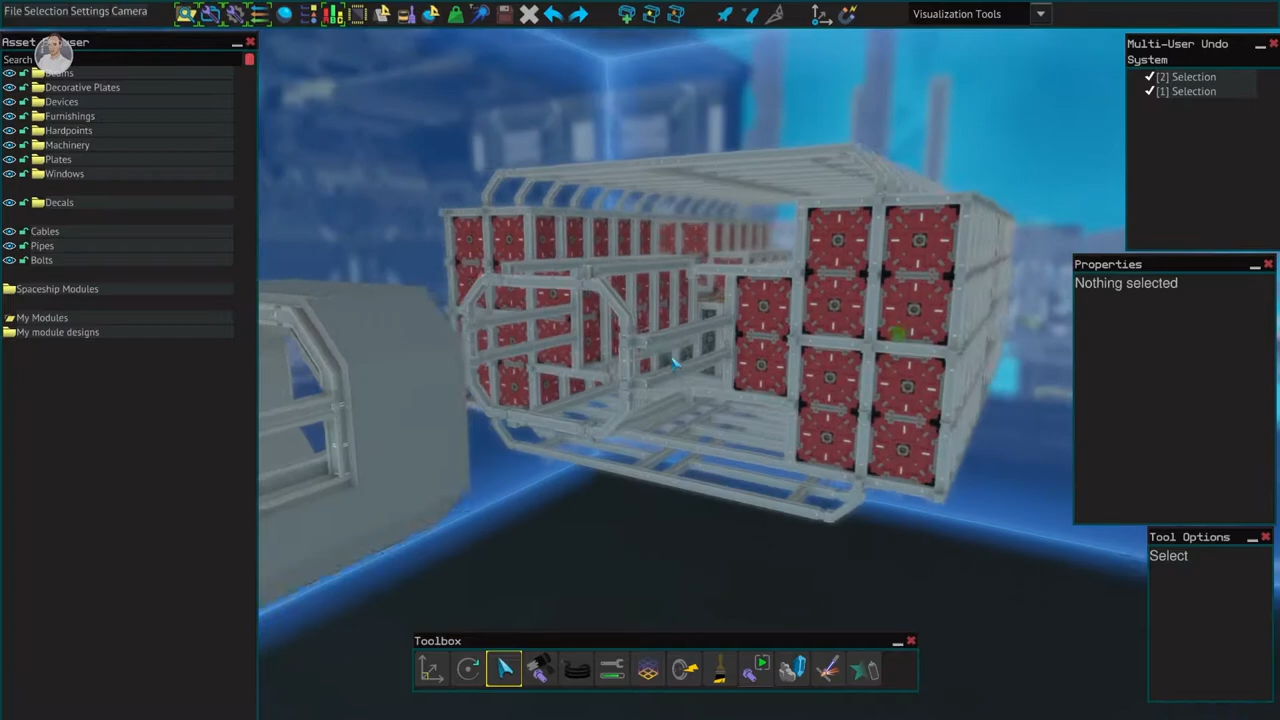 File Selection Settings Camera
Visualization Tools
Search
Beams
Decorative Plates
Devices
Furnishings
Hardpoints
Machinery
Plates
Windows
Decals
Cables
Pipes
Bolts
Spaceship Modules
My Modules
My module designs
Multi-User Undo
System
[2] Selection
[1] Selection
Properties
Nothing selected
Tool Options
Select
Toolbox